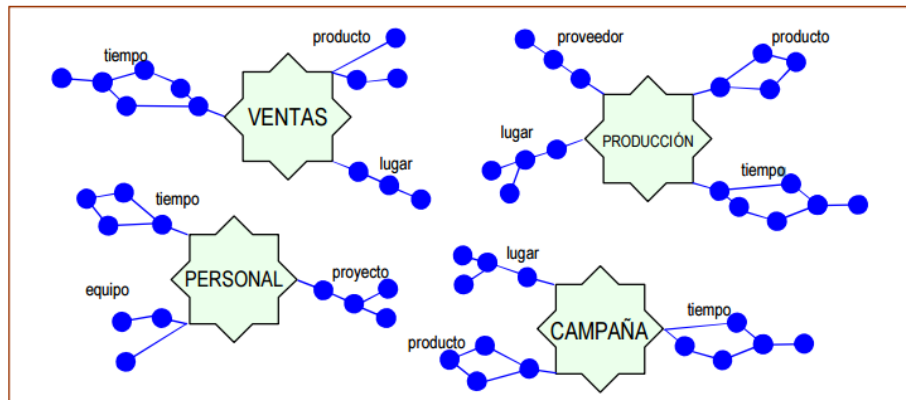 tiempo
producto
VENTAS
lugar
proveedor
producto
lugar
PRODUCCIÓN
tiempo
tiempo
equipo
PERSONAL
proyecto
lugar
producto
CAMPAÑA
tiempo